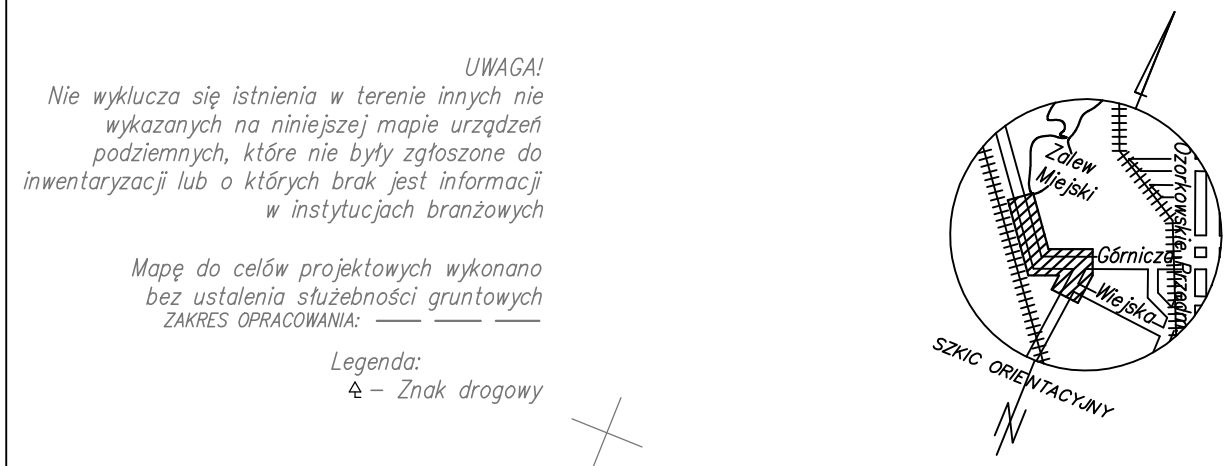 UWAGA!
Nie wyklucza się istnienia w terenie innych nie
wykazanych na niniejszej mapie urządzeń
podziemnych, które nie były zgłoszone do
inwentaryzacji lub o których brak jest informacji
w instytucjach branżowych
Mapę do celów projektowych wykonano
bez ustalenia służebności gruntowych
ZAKRES OPRACOWANIA:
Legenda:
– Znak drogowy
Zalew
Miejski
Ozorkowskie
Górnicza
Wiejska
SZKIC ORIENTACYJNY
N